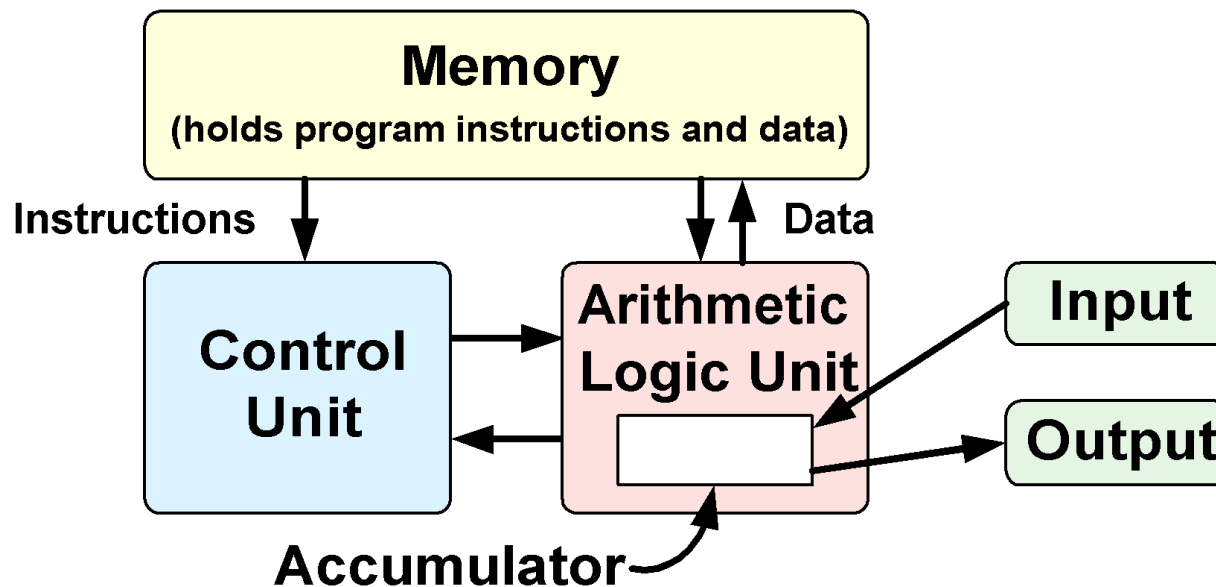 Memory
(holds program instructions and data)
Instructions
Data
Control
Unit
Arithmetic
Logic Unit
Input
Output
Accumulator